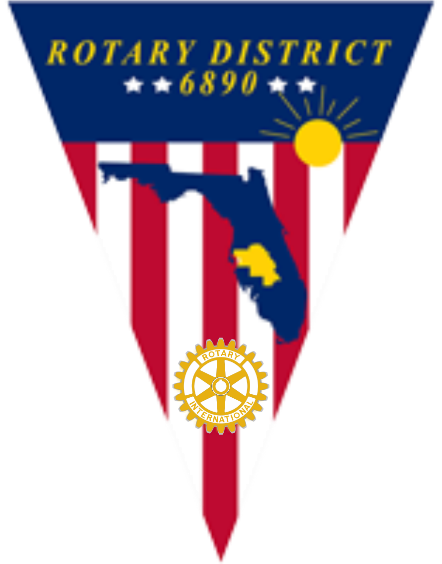 ROTARY DISTRICT
6890
ROTARY
INTERNATIONAL